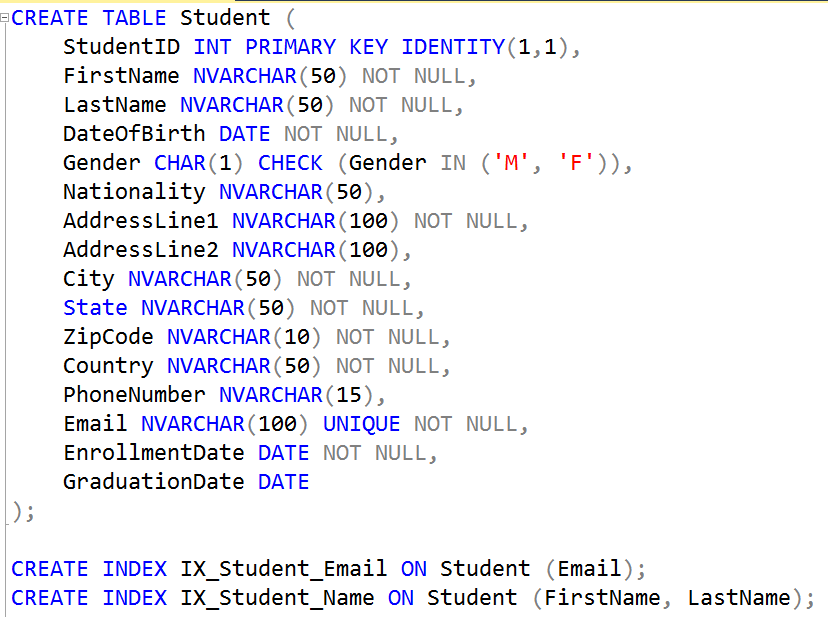 CREATE TABLE Student (
    StudentID INT PRIMARY KEY IDENTITY(1,1),
    FirstName NVARCHAR(50) NOT NULL,
    LastName NVARCHAR(50) NOT NULL,
    DateOfBirth DATE NOT NULL,
    Gender CHAR(1) CHECK (Gender IN ('M', 'F')),
    Nationality NVARCHAR(50),
    AddressLine1 NVARCHAR(100) NOT NULL,
    AddressLine2 NVARCHAR(100),
    City NVARCHAR(50) NOT NULL,
    State NVARCHAR(50) NOT NULL,
    ZipCode NVARCHAR(10) NOT NULL,
    Country NVARCHAR(50) NOT NULL,
    PhoneNumber NVARCHAR(15),
    Email NVARCHAR(100) UNIQUE NOT NULL,
    EnrollmentDate DATE NOT NULL,
    GraduationDate DATE
);
CREATE INDEX IX_Student_Email ON Student (Email);
CREATE INDEX IX_Student_Name ON Student (FirstName, LastName);